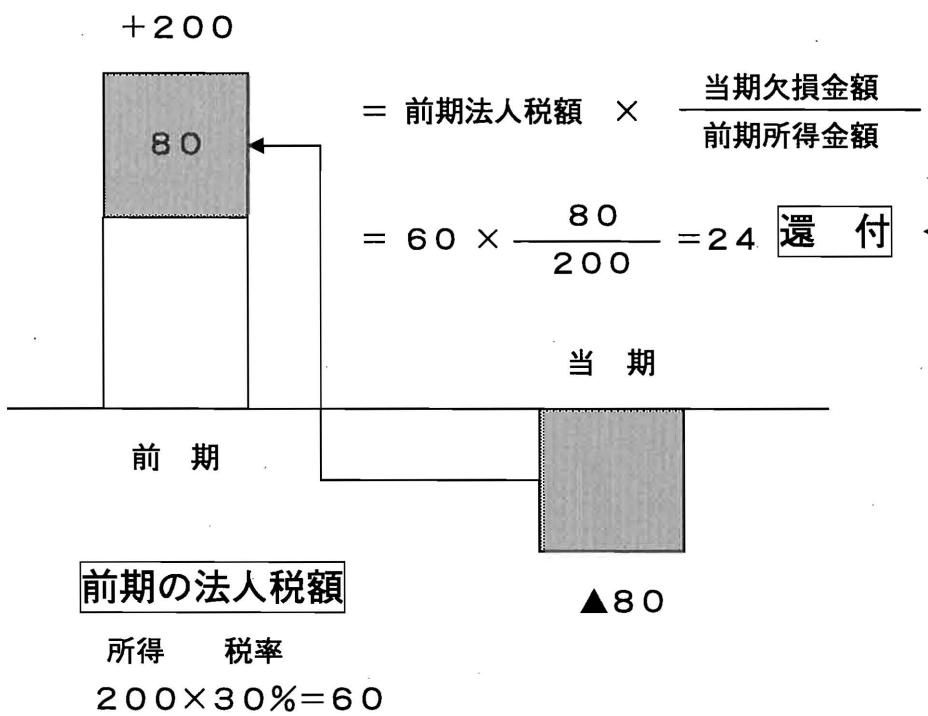 +200
80
= 前期法人税額 × 当期欠損金額
前期所得金額
= 60 × 80 =24 還 付
200
当 期
前 期
前期の法人税額
▲80
所得 税率
200×30%=60